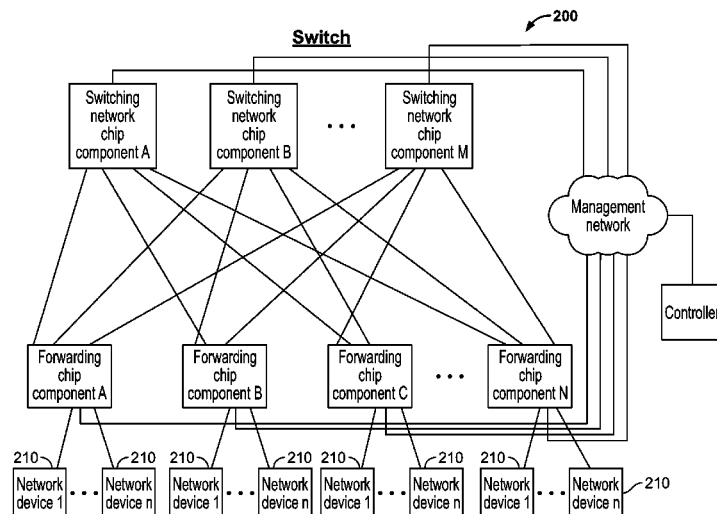 Switch
200
Switching
network
chip
component A
Switching
network
chip
component B
• • •
Switching
network
chip
component M
Management
network
Controller
Forwarding
chip
component A
Forwarding
chip
component B
Forwarding
chip
component C
• • •
Forwarding
chip
component N
210
210
210
210
210
210
210
Network
device 1
• • •
Network
device n
Network
device 1
• • •
Network
device n
Network
device 1
• • •
Network
device n
Network
device 1
• • •
Network
device n
210